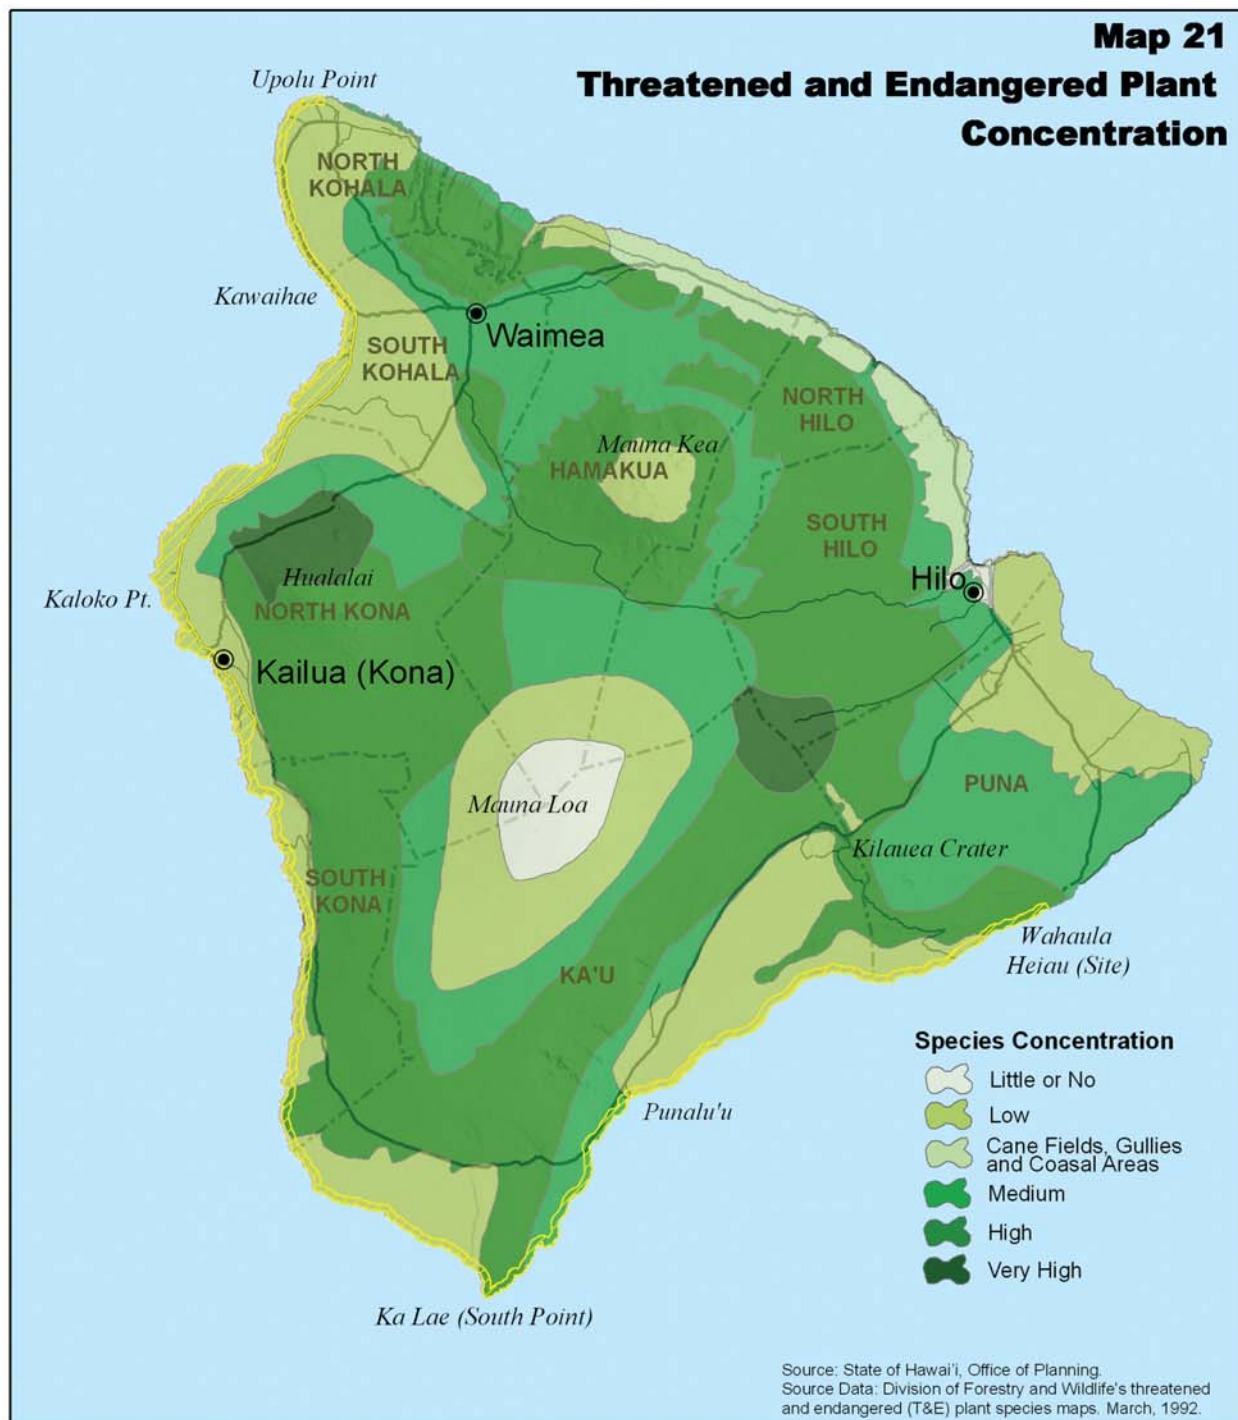 Map 21
Threatened and Endangered Plant
Concentration
Upolu Point
NORTH
KOHALA
Kawaihae
Waimea
SOUTH
KOHALA
NORTH
HILO
Mauna Kea
HAMAKUA
SOUTH
HILO
Hilo
Hualalai
Kaloko Pt.
NORTH KONA
Kailua (Kona)
PUNA
Mauna Loa
Kilauea Crater
SOUTH
KONA
Wahaula
Heiau (Site)
KA'U
Punalu'u
Ka Lae (South Point)
Species Concentration
Little or No
Low
Cane Fields, Gullies
and Coasal Areas
Medium
High
Very High
Source: State of Hawai'i, Office of Planning.
Source Data: Division of Forestry and Wildlife's threatened
and endangered (T&E) plant species maps. March, 1992.